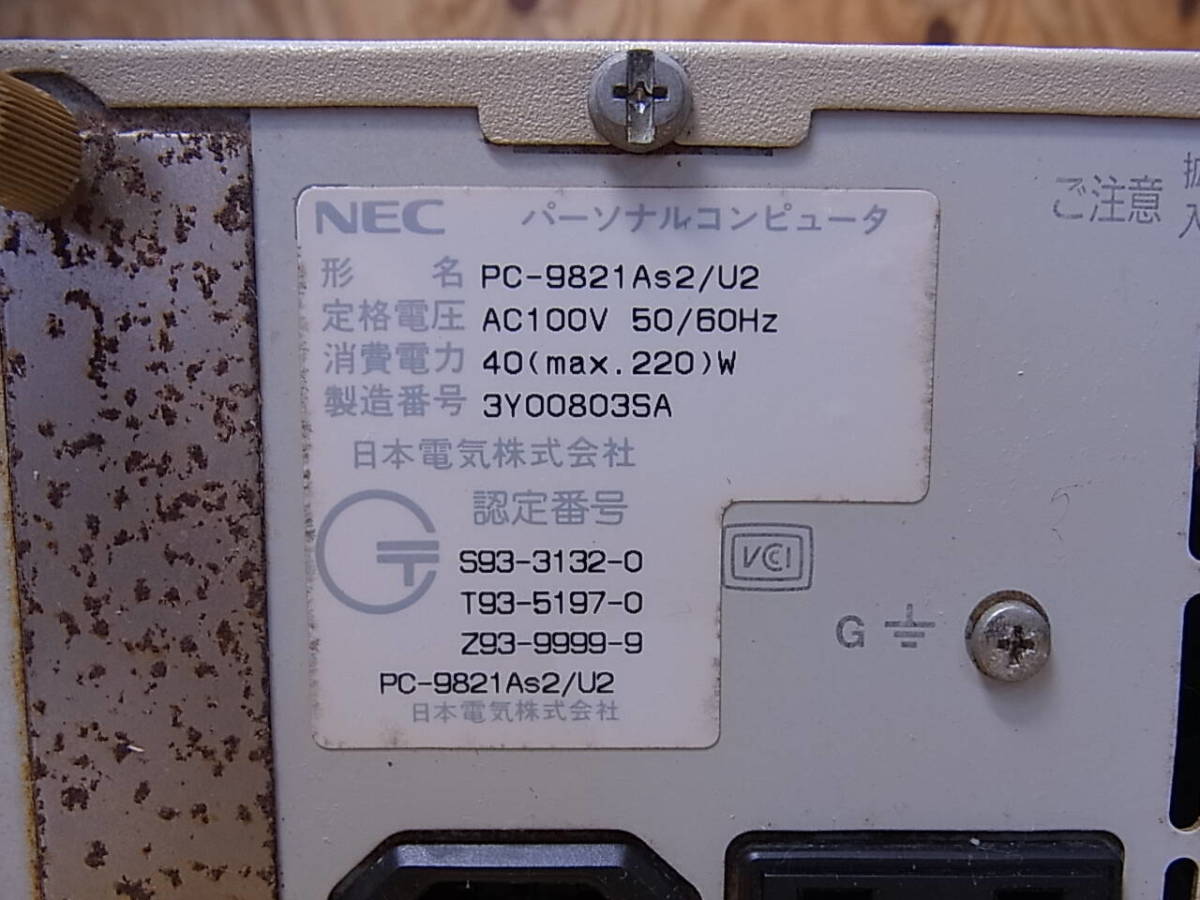 NEC パーソナルコンピュータ
形 名 PC-9821As2/U2
定格電圧 AC100V 50/60Hz
消費電力 40(max.220)W
製造番号 3Y00803SA
日本電気株式会社
認定番号
S93-3132-0
T93-5197-0
Z93-9999-9
PC-9821As2/U2
日本電気株式会社
VCCI
G
ご注意
拡
入